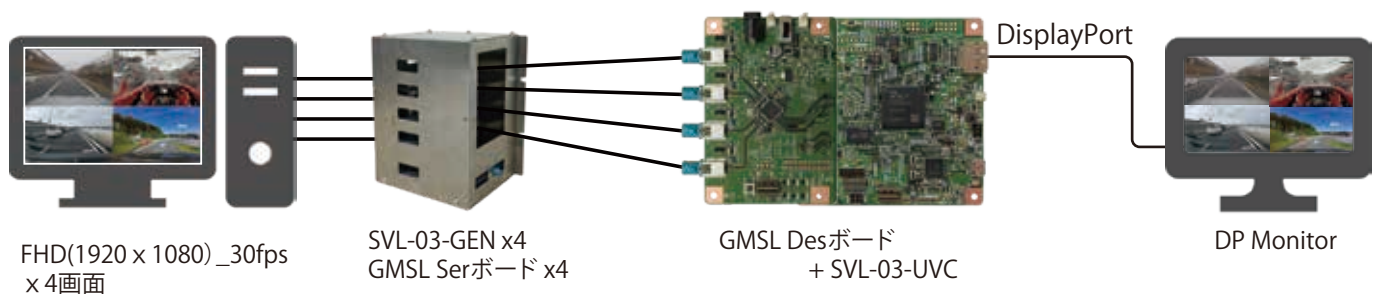 DisplayPort
FHD(1920 x 1080）_30fps
x 4画面
SVL-03-GEN x4
GMSL Serボード x4
GMSL Desボード
+ SVL-03-UVC
DP Monitor